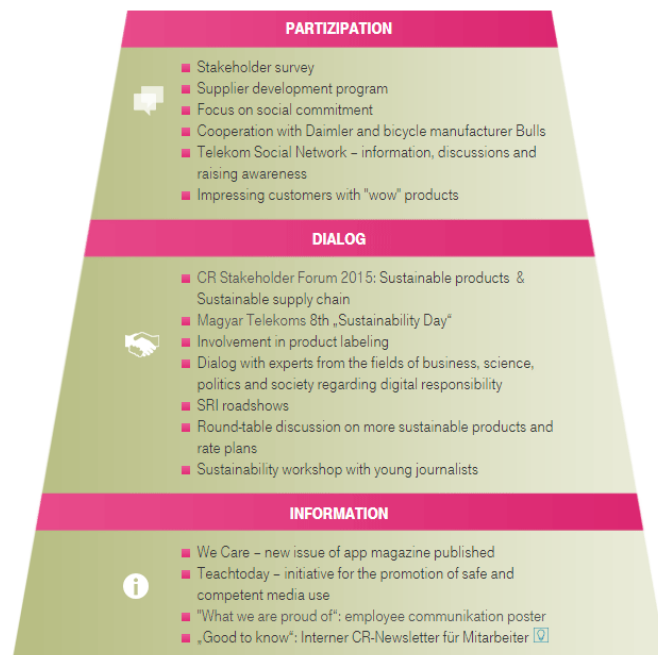 PARTIZIPATION
Stakeholder survey
Supplier development program
Focus on social commitment
Cooperation with Daimler and bicycle manufacturer Bulls
Telekom Social Network – information, discussions and
raising awareness
Impressing customers with "wow" products
DIALOG
CR Stakeholder Forum 2015: Sustainable products &
Sustainable supply chain
Magyar Telekoms 8th „Sustainability Day“
Involvement in product labeling
Dialog with experts from the fields of business, science,
politics and society regarding digital responsibility
SRI roadshows
Round-table discussion on more sustainable products and
rate plans
Sustainability workshop with young journalists
INFORMATION
We Care – new issue of app magazine published
Teachtoday – initiative for the promotion of safe and
competent media use
"What we are proud of“: employee communikation poster
„Good to know“: Interner CR-Newsletter für Mitarbeiter